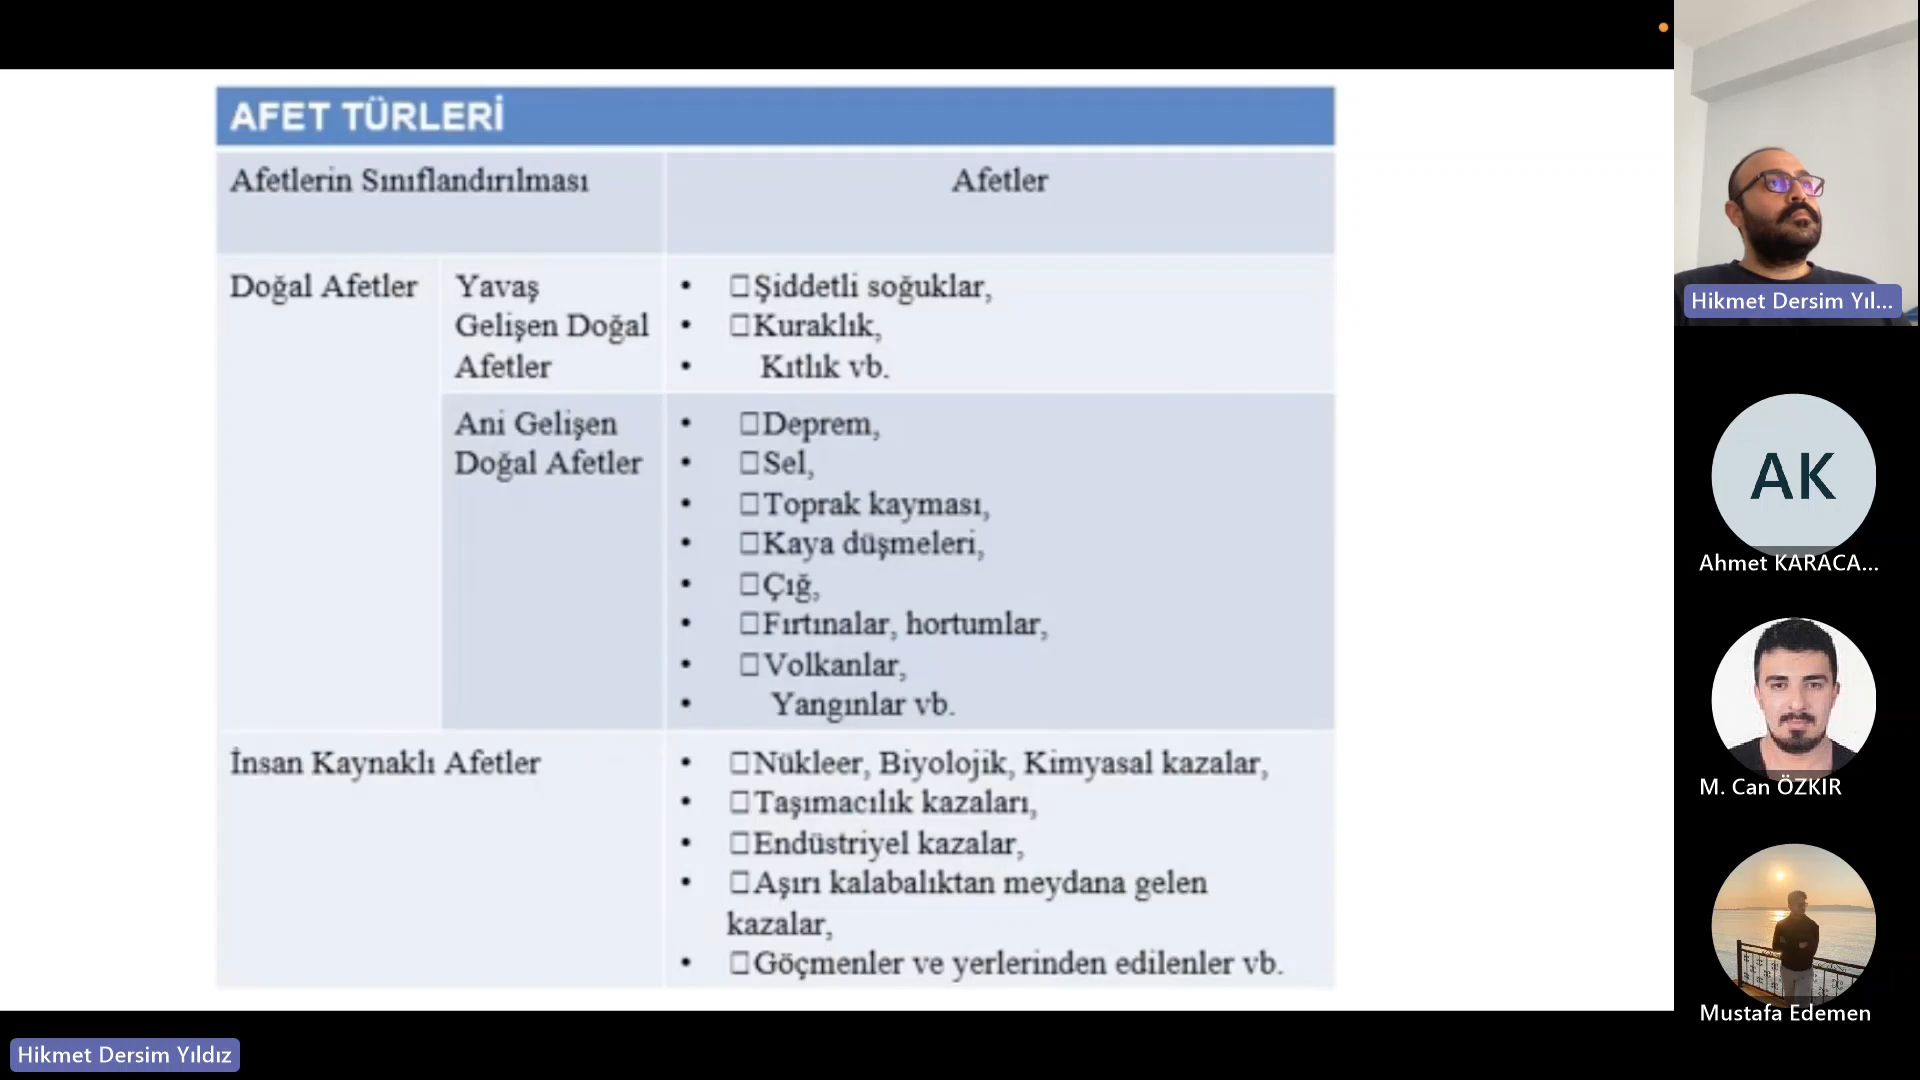 AFET TÜRLERİ
Afetlerin Sınıflandırılması
Afetler
Doğal Afetler
Yavaş
Gelişen Doğal
Afetler
• □Şiddetli soğuklar,
• □Kuraklık,
• Kıtlık vb.
Ani Gelişen
Doğal Afetler
• □Deprem,
• □Sel,
• □Toprak kayması,
• □Kaya düşmeleri,
• □Çığ,
• □Fırtınalar, hortumlar,
• □Volkanlar,
• Yangınlar vb.
İnsan Kaynaklı Afetler
• □Nükleer, Biyolojik, Kimyasal kazalar,
• □Taşımacılık kazaları,
• □Endüstriyel kazalar,
• □Aşırı kalabalıktan meydana gelen
kazalar,
• □Göçmenler ve yerlerinden edilenler vb.
Hikmet Dersim Yıl...
AK
Ahmet KARACA...
M. Can ÖZKIR
Mustafa Edemen
Hikmet Dersim Yıldız